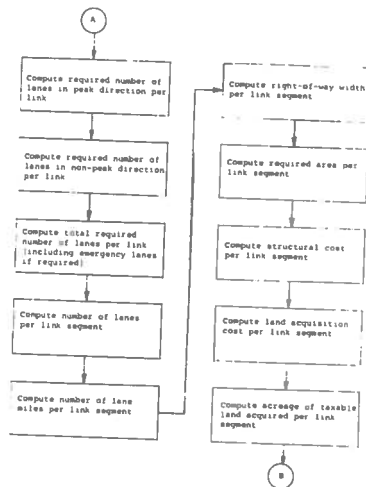 A
Compute required number of
lanes in peak direction per
link
Compute required number of
lanes in non-peak direction
per link
Compute total required
number of lanes per link
(including emergency lanes
if required)
Compute number of lanes
per link segment
Compute number of lane
miles per link segment
Compute right-of-way width
per link segment
Compute required area per
link segment
Compute structural cost
per link segment
Compute land acquisition
cost per link segment
Compute acreage of taxable
land acquired per link
segment
B